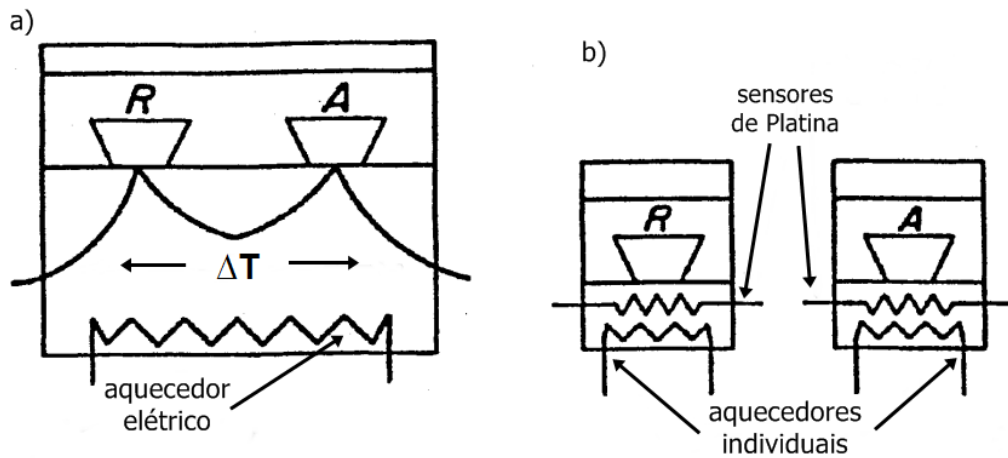 a)
R
A
ΔT
aquecedor
elétrico
b)
sensores
de Platina
R
A
aquecedores
individuais